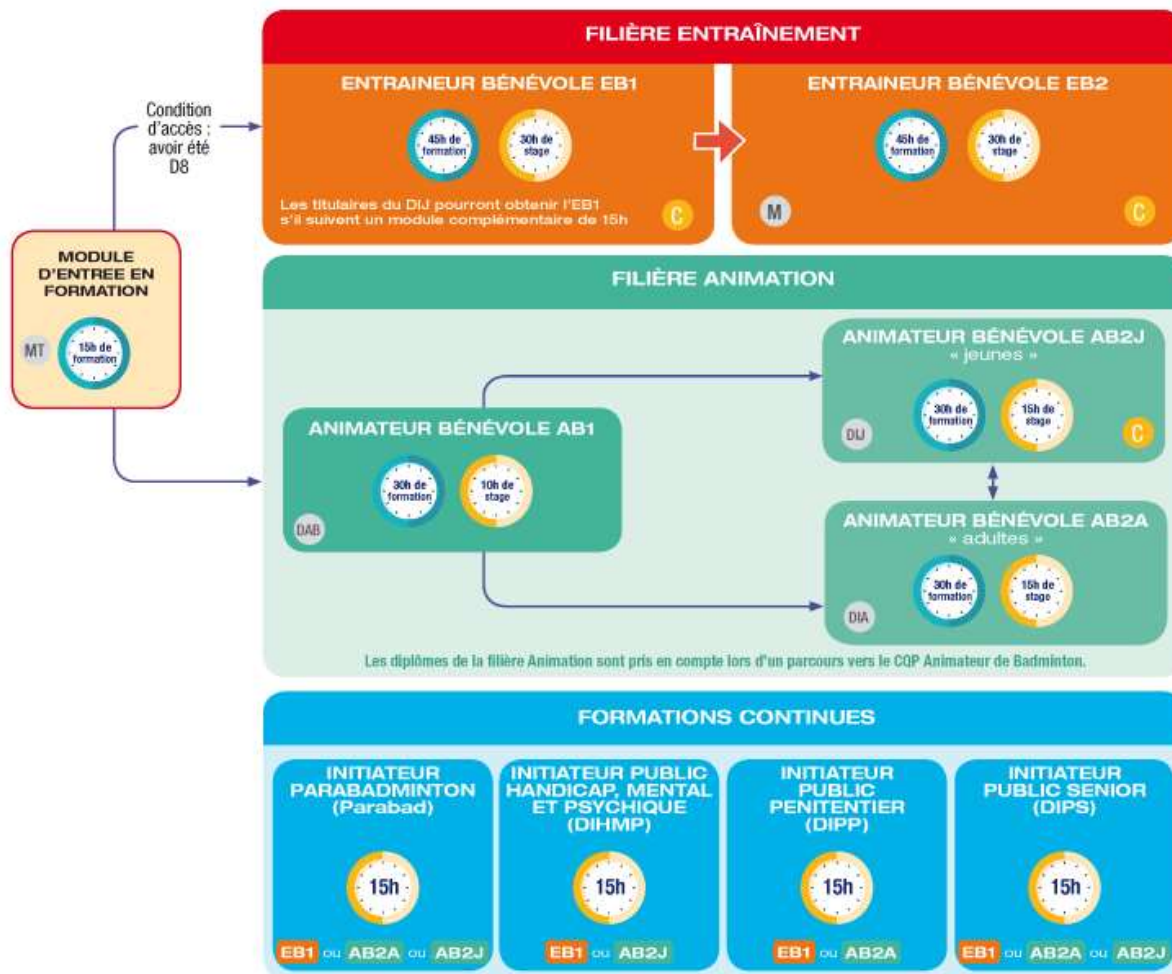 FILIÈRE ENTRAÎNEMENT
Condition
d'accès :
avoir été
D8
ENTRAINEUR BÉNÉVOLE EB1
45h de
formation
30h de
stage
Les titulaires du DIJ pourront obtenir l'EB1
s'il suivent un module complémentaire de 15h
C
ENTRAINEUR BÉNÉVOLE EB2
45h de
formation
30h de
stage
M
C
MODULE
D'ENTREE EN
FORMATION
MT
15h de
formation
FILIÈRE ANIMATION
ANIMATEUR BÉNÉVOLE AB1
30h de
formation
10h de
stage
DAB
ANIMATEUR BÉNÉVOLE AB2J
« jeunes »
30h de
formation
15h de
stage
DIJ
C
ANIMATEUR BÉNÉVOLE AB2A
« adultes »
30h de
formation
15h de
stage
DIA
Les diplômes de la filière Animation sont pris en compte lors d'un parcours vers le CQP Animateur de Badminton.
FORMATIONS CONTINUES
INITIATEUR
PARABADMINTON
(Parabad)
15h
EB1 ou AB2A ou AB2J
INITIATEUR PUBLIC
HANDICAP, MENTAL
ET PSYCHIQUE
(DIHMP)
15h
EB1 ou AB2J
INITIATEUR
PUBLIC
PENITENTIER
(DIPP)
15h
EB1 ou AB2A
INITIATEUR
PUBLIC SENIOR
(DIPS)
15h
EB1 ou AB2A ou AB2J